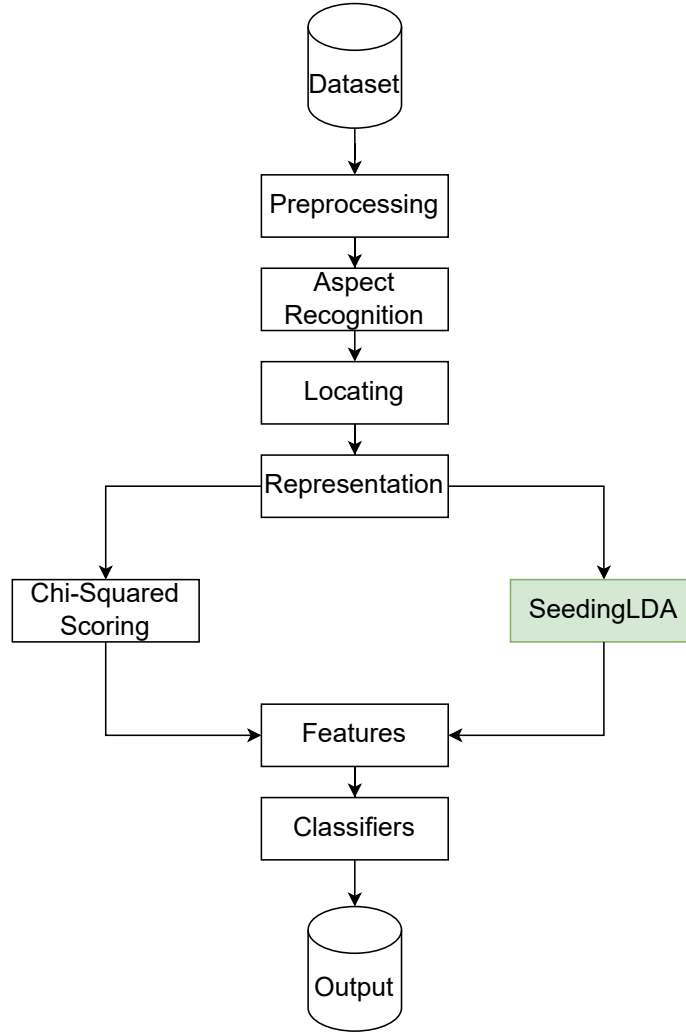 Dataset
Preprocessing
Aspect
Recognition
Locating
Representation
Chi-Squared
Scoring
SeedingLDA
Features
Classifiers
Output